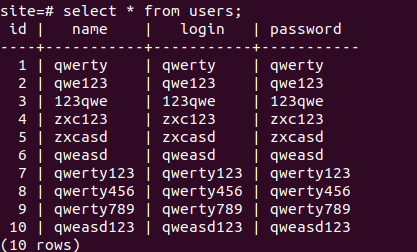 site=# select * from users;
 id |   name    |   login   | password
----+-----------+-----------+-----------
  1 | qwerty    | qwerty    | qwerty
  2 | qwe123    | qwe123    | qwe123
  3 | 123qwe    | 123qwe    | 123qwe
  4 | zxc123    | zxc123    | zxc123
  5 | zxcasd    | zxcasd    | zxcasd
  6 | qweasd    | qweasd    | qweasd
  7 | qwerty123 | qwerty123 | qwerty123
  8 | qwerty456 | qwerty456 | qwerty456
  9 | qwerty789 | qwerty789 | qwerty789
 10 | qweasd123 | qweasd123 | qweasd123
(10 rows)